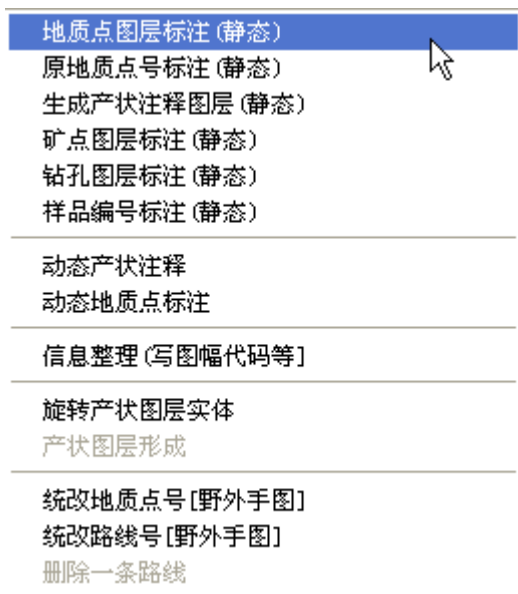 地质点图层标注(静态)
原地质点号标注(静态)
生成产状注释图层(静态)
矿点图层标注(静态)
钻孔图层标注(静态)
样品编号标注(静态)
动态产状注释
动态地质点标注
信息整理(写图幅代码等]
旋转产状图层实体
产状图层形成
统改地质点号[野外手图]
统改路线号[野外手图]
删除一条路线